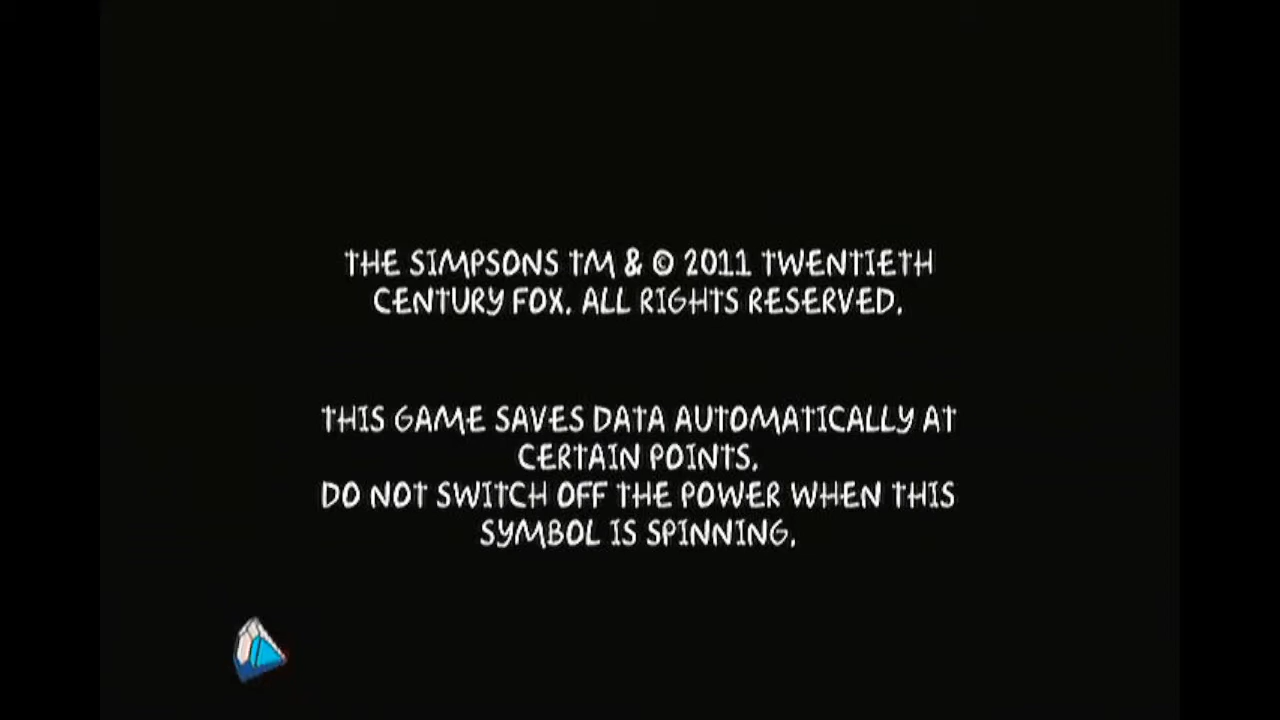 THE SIMPSONS TM & © 2011 TWENTIETH
CENTURY FOX. ALL RIGHTS RESERVED.
THIS GAME SAVES DATA AUTOMATICALLY AT
CERTAIN POINTS.
DO NOT SWITCH OFF THE POWER WHEN THIS
SYMBOL IS SPINNING.